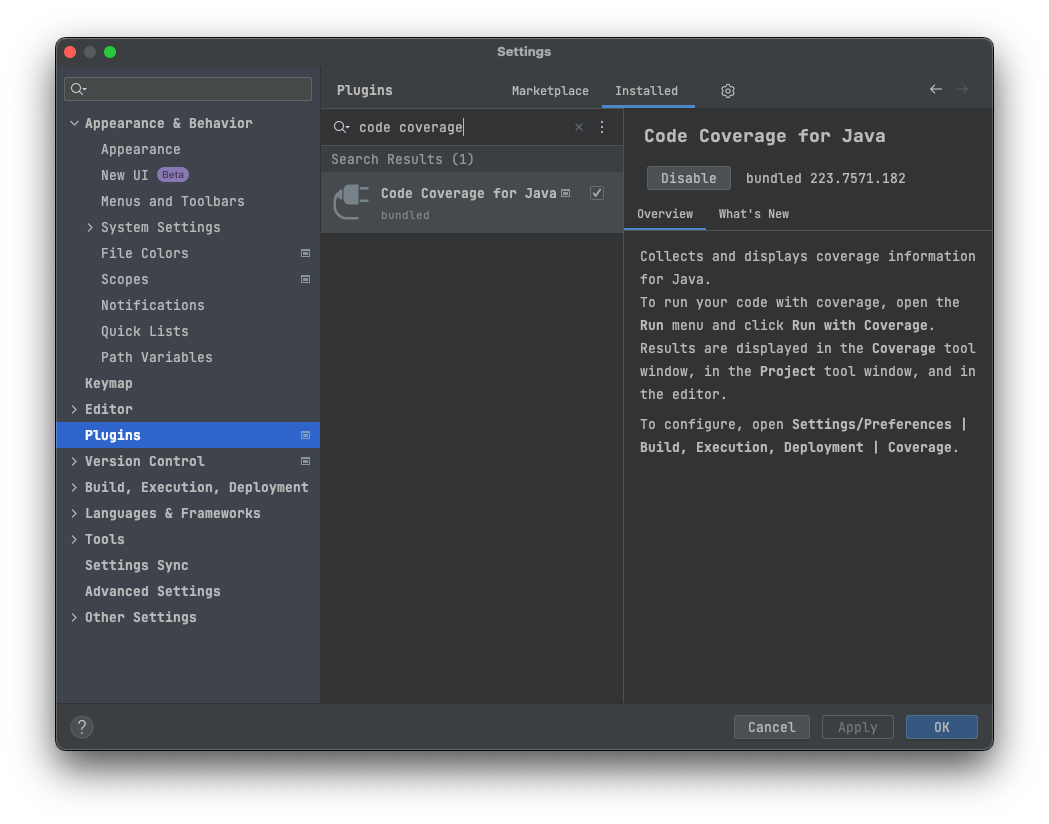 Settings
Appearance & Behavior
Appearance
New UI Beta
Menus and Toolbars
System Settings
File Colors
Scopes
Notifications
Quick Lists
Path Variables
Keymap
Editor
Plugins
Version Control
Build, Execution, Deployment
Languages & Frameworks
Tools
Settings Sync
Advanced Settings
Other Settings
Plugins
Marketplace
Installed
code coverage
Search Results (1)
Code Coverage for Java
bundled
Code Coverage for Java
Disable
bundled 223.7571.182
Overview
What's New
Collects and displays coverage information
for Java.
To run your code with coverage, open the
Run menu and click Run with Coverage.
Results are displayed in the Coverage tool
window, in the Project tool window, and in
the editor.
To configure, open Settings/Preferences |
Build, Execution, Deployment | Coverage.
?
Cancel
Apply
OK